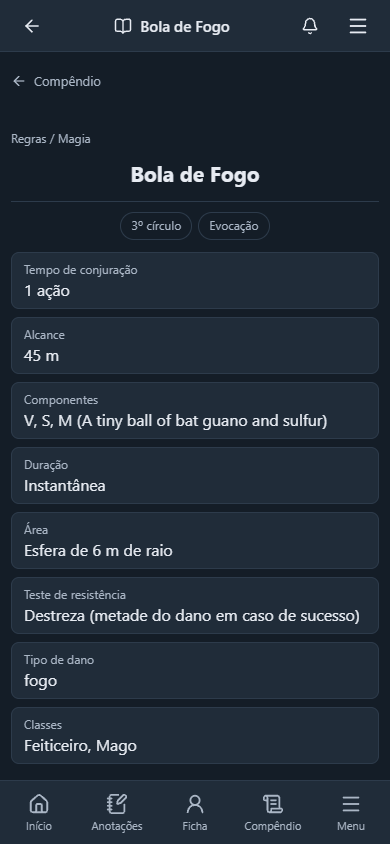 Bola de Fogo
Compêndio
Regras / Magia
Bola de Fogo
3º círculo
Evocação
Tempo de conjuração
1 ação
Alcance
45 m
Componentes
V, S, M (A tiny ball of bat guano and sulfur)
Duração
Instantânea
Área
Esfera de 6 m de raio
Teste de resistência
Destreza (metade do dano em caso de sucesso)
Tipo de dano
fogo
Classes
Feiticeiro, Mago
Início
Anotações
Ficha
Compêndio
Menu